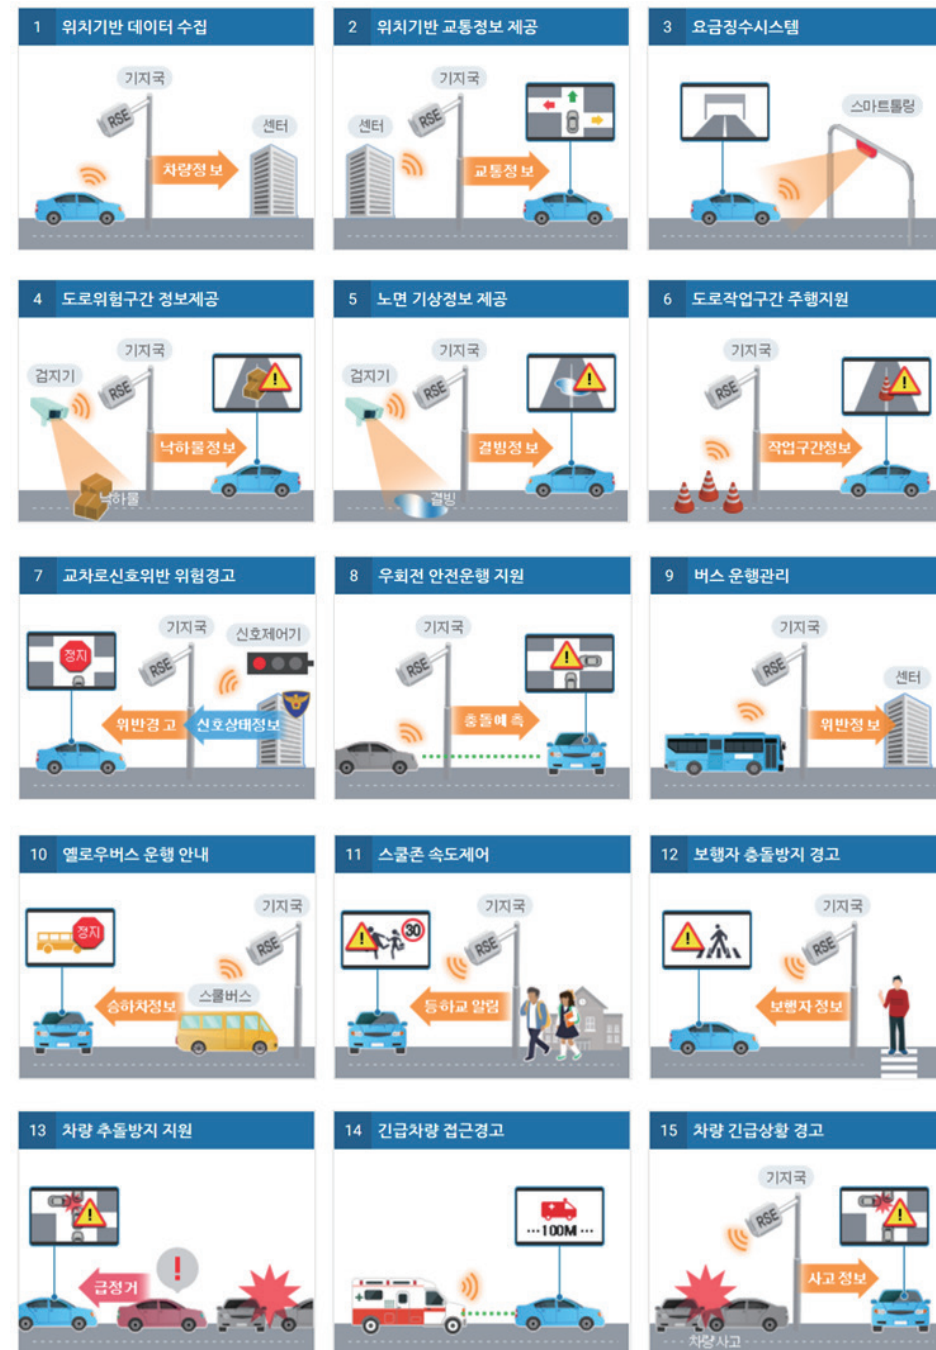 1 위치기반 데이터 수집
기지국
RSE
센터
차량정보
2 위치기반 교통정보 제공
기지국
센터
RSE
교통정보
3 요금징수시스템
스마트톨링
4 도로위험구간 정보제공
기지국
검지기
RSE
낙하물정보
낙하물
5 노면 기상정보 제공
기지국
검지기
RSE
결빙정보
결빙
6 도로작업구간 주행지원
기지국
RSE
작업구간정보
7 교차로신호위반 위험경고
기지국
신호제어기
정지
RSE
위반경고
신호상태정보
8 우회전 안전운행 지원
기지국
RSE
충돌예측
9 버스 운행관리
기지국
RSE
센터
위반정보
10 옐로우버스 운행 안내
기지국
정지
RSE
승하차정보
스쿨버스
11 스쿨존 속도제어
기지국
30
RSE
등하교 알림
12 보행자 충돌방지 경고
기지국
RSE
보행자정보
13 차량 추돌방지 지원
급정거
14 긴급차량 접근경고
···100M···
15 차량 긴급상황 경고
기지국
RSE
사고정보
차량사고